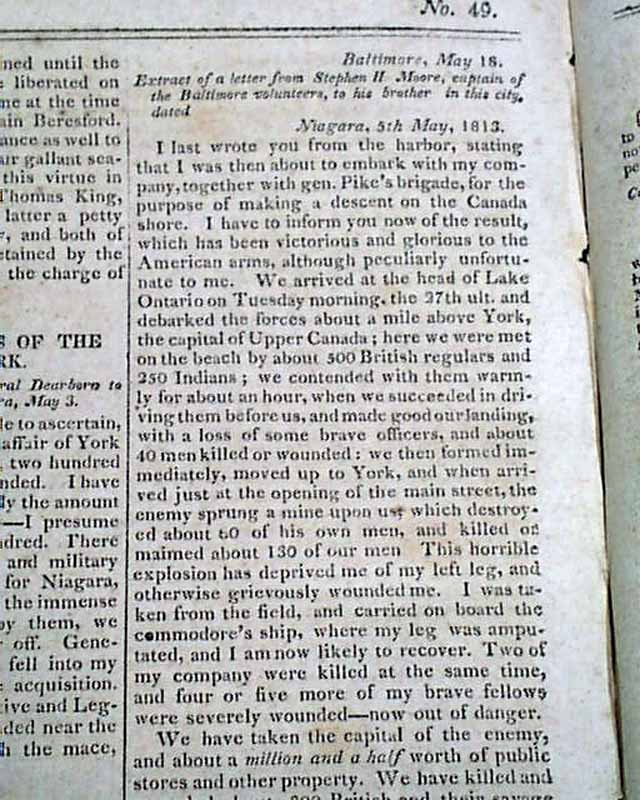 No. 49.
ned until the
liberated on
me at the time
ain Beresford.
ance as well to
ur gallant sea-
this virtue in
Thomas King,
latter a petty
, and both of
etained by the
the charge of
S OF THE
RK.
ral Dearborn to
ra, May 3.
le to ascertain,
affair of York
, two hundred
nded. I have
ly the amount
—I presume
ndred. There
and military
for Niagara,
the immense
by them, we
off. Gene-
fell into my
acquisition.
tive and Leg-
ded near the
h the mace,
Baltimore, May 18.
Extract of a letter from Stephen H Moore, captain of
the Baltimore volunteers, to his brother in this city,
dated
Niagara, 5th May, 1813.
I last wrote you from the harbor, stating
that I was then about to embark with my com-
pany, together with gen. Pike's brigade, for the
purpose of making a descent on the Canada
shore. I have to inform you now of the result,
which has been victorious and glorious to the
American arms, although peculiarly unfortu-
nate to me. We arrived at the head of Lake
Ontario on Tuesday morning, the 27th ult. and
debarked the forces about a mile above York,
the capital of Upper Canada; here we were met
on the beach by about 500 British regulars and
250 Indians; we contended with them warm-
ly for about an hour, when we succeeded in dri-
ving them before us, and made good our landing,
with a loss of some brave officers, and about
40 men killed or wounded: we then formed im-
mediately, moved up to York, and when arri-
ved just at the opening of the main street, the
enemy sprung a mine upon us, which destroy-
ed about 60 of his own men, and killed or
maimed about 130 of our men This horrible
explosion has deprived me of my left leg, and
otherwise grievously wounded me. I was ta-
ken from the field, and carried on board the
commodore's ship, where my leg was ampu-
tated, and I am now likely to recover. Two of
my company were killed at the same time,
and four or five more of my brave fellows
were severely wounded—now out of danger.
We have taken the capital of the enemy,
and about a million and a half worth of public
stores and other property. We have killed and
British and their savage